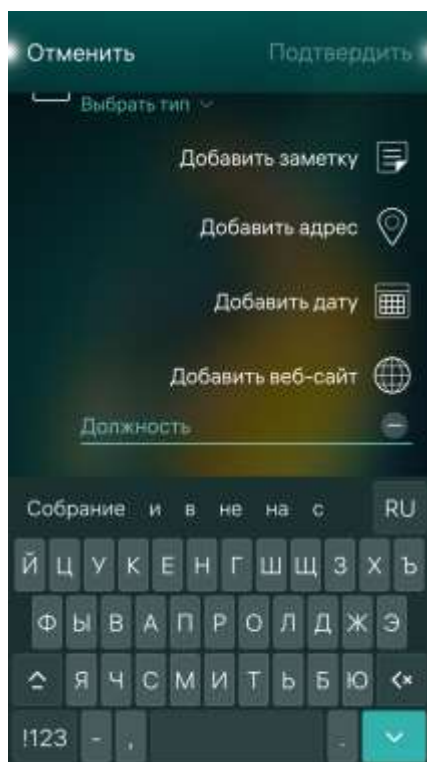 Отменить Подтвердить
Выбрать тип
Добавить заметку
Добавить адрес
Добавить дату
Добавить веб-сайт
Должность
Собрание и в не на с RU
Й Ц У К Е Н Г Ш Щ З Х Ъ
Ф Ы В А П Р О Л Д Ж Э
Я Ч С М И Т Ь Б Ю
!123 - , .